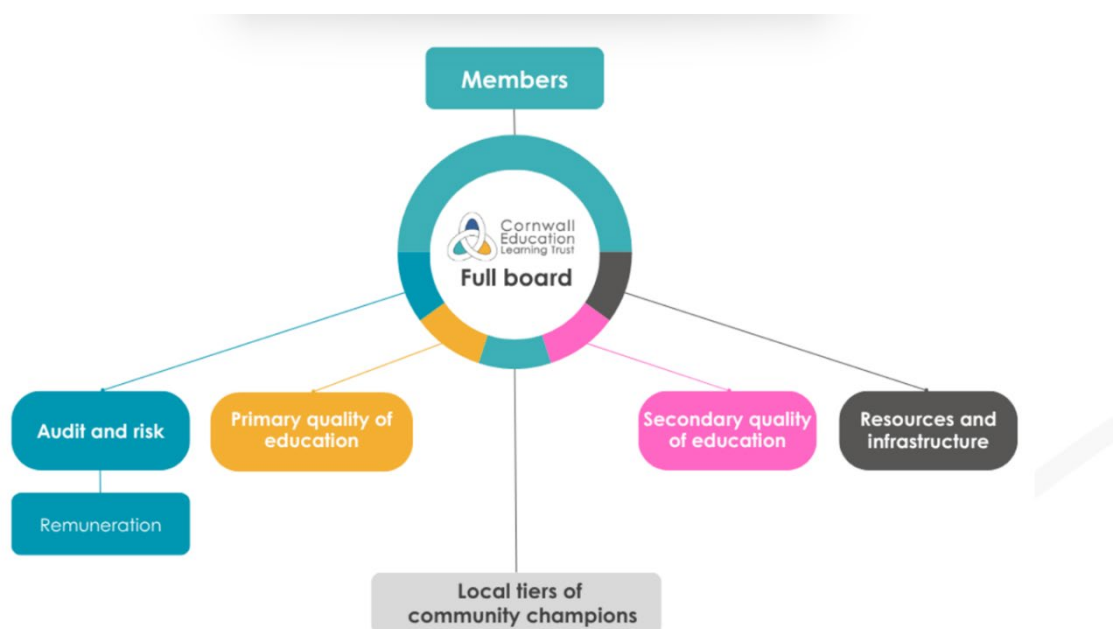 Members
Cornwall
Education
Learning Trust
Full board
Audit and risk
Primary quality of
education
Secondary quality
of education
Resources and
infrastructure
Remuneration
Local tiers of
community champions